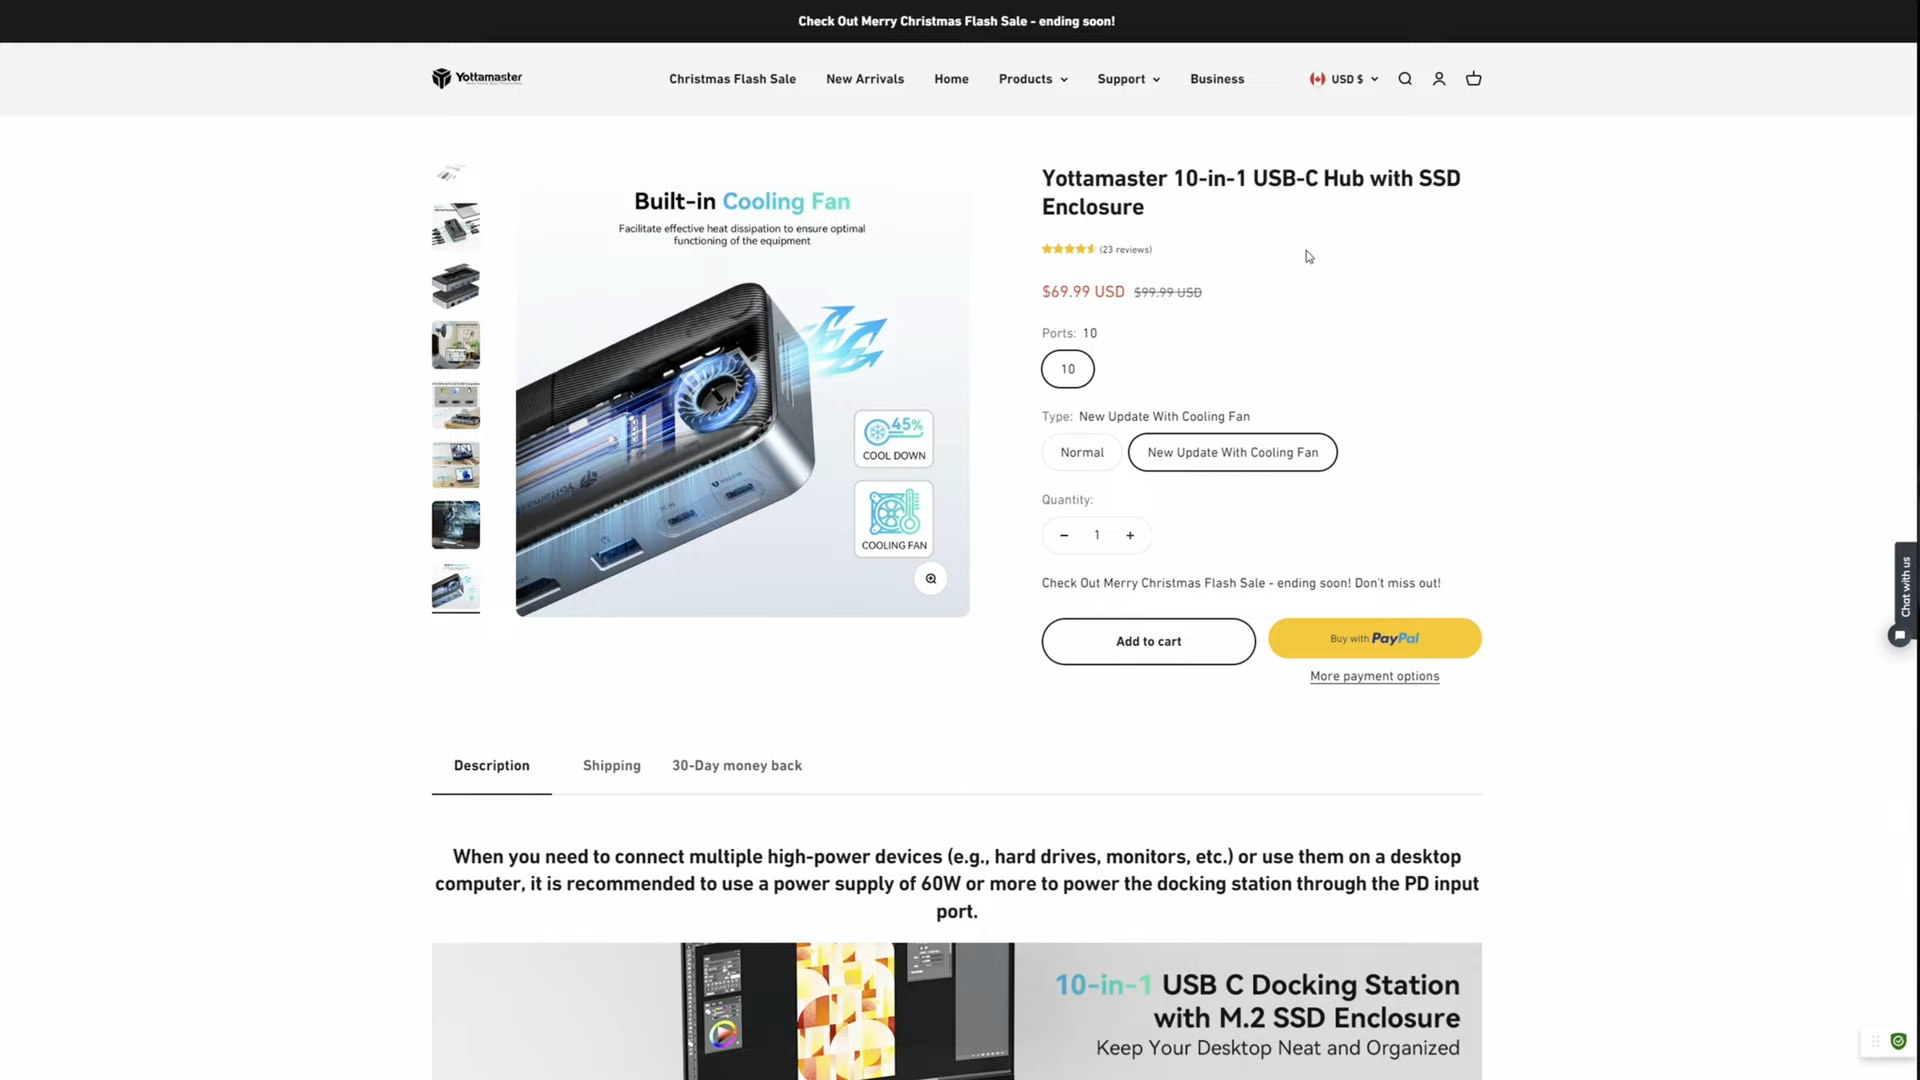 Check Out Merry Christmas Flash Sale - ending soon!
Yottamaster
Christmas Flash Sale
New Arrivals
Home
Products
Support
Business
USD $
Built-in Cooling Fan
Facilitate effective heat dissipation to ensure optimal
functioning of the equipment
45%
COOL DOWN
COOLING FAN
Yottamaster
Yottamaster 10-in-1 USB-C Hub with SSD
Enclosure
(23 reviews)
$69.99 USD
$99.99 USD
Ports: 10
10
Type: New Update With Cooling Fan
Normal
New Update With Cooling Fan
Quantity:
− 1 +
Check Out Merry Christmas Flash Sale - ending soon! Don't miss out!
Add to cart
Buy with PayPal
More payment options
Chat with us
Description
Shipping
30-Day money back
When you need to connect multiple high-power devices (e.g., hard drives, monitors, etc.) or use them on a desktop
computer, it is recommended to use a power supply of 60W or more to power the docking station through the PD input
port.
10-in-1 USB C Docking Station
with M.2 SSD Enclosure
Keep Your Desktop Neat and Organized